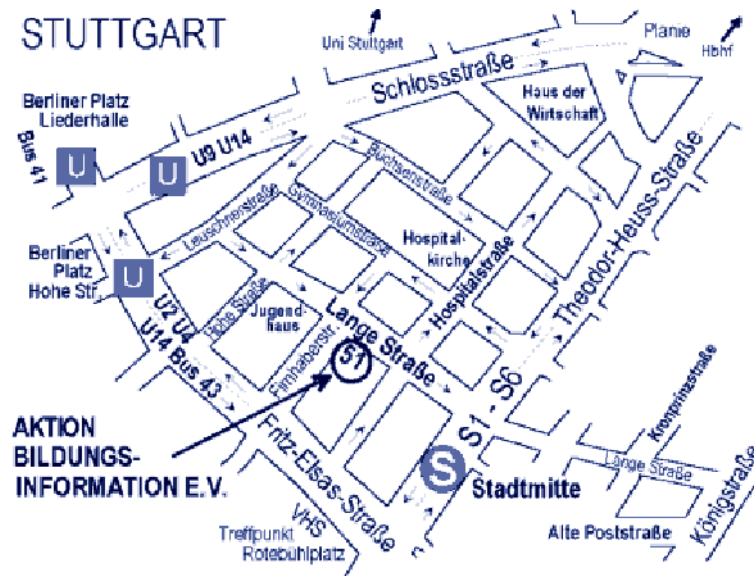 STUTTGART
Uni Stuttgart
Planie
Hbhf
Schlossstraße
Haus der
Wirtschaft
Berliner Platz
Liederhalle
Bus 41
U
U
U9 U14
Büchsenstraße
Gymnasiumstraße
Leuschnerstraße
Hospital-
kirche
Hospitalstraße
Theodor-Heuss-Straße
Berliner
Platz
Hohe Str.
U
U2 U4
U14 Bus 43
Hohe Straße
Jugend-
haus
Firnhaberstr.
Lange Straße
51
S1 - S6
Kronprinzstraße
AKTION
BILDUNGS-
INFORMATION E.V.
Fritz-Elsas-Straße
S
Stadtmitte
Lange Straße
Königstraße
Alte Poststraße
VHS
Treffpunkt
Rotebühlplatz